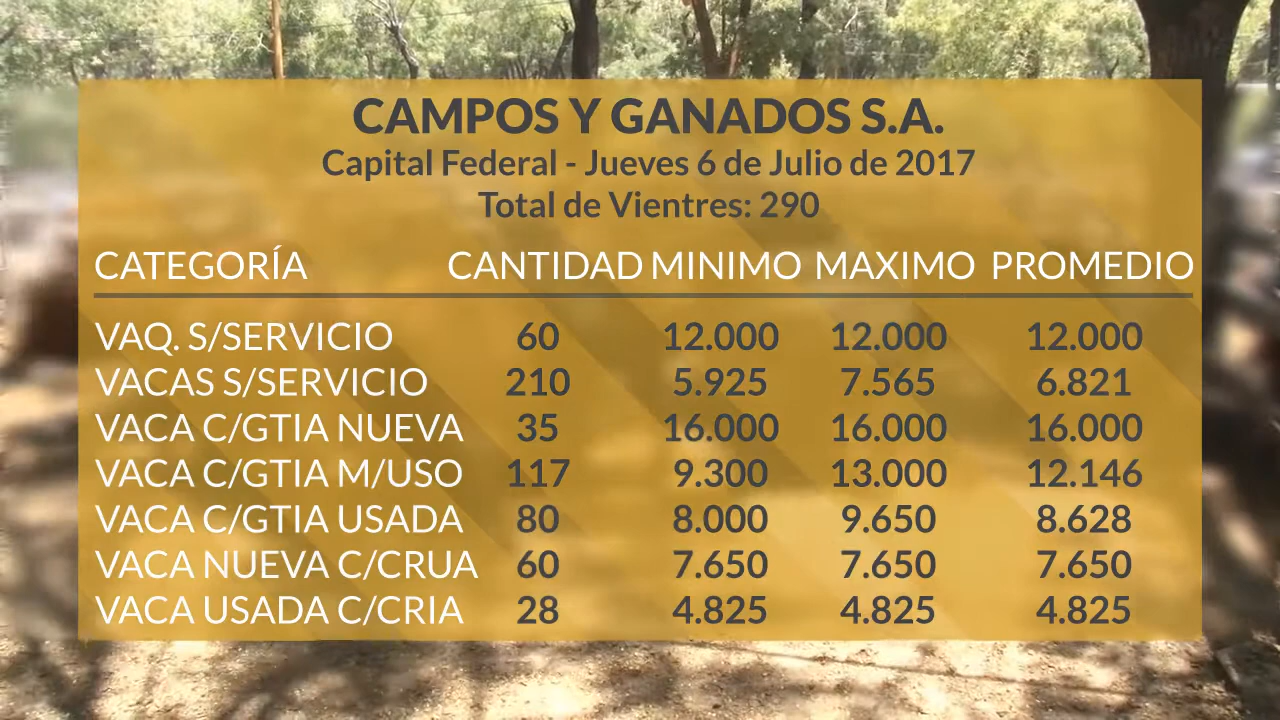 CAMPOS Y GANADOS S.A.
Capital Federal - Jueves 6 de Julio de 2017
Total de Vientres: 290
CATEGORÍA CANTIDAD MINIMO MAXIMO PROMEDIO
VAQ. S/SERVICIO 60 12.000 12.000 12.000
VACAS S/SERVICIO 210 5.925 7.565 6.821
VACA C/GTIA NUEVA 35 16.000 16.000 16.000
VACA C/GTIA M/USO 117 9.300 13.000 12.146
VACA C/GTIA USADA 80 8.000 9.650 8.628
VACA NUEVA C/CRUA 60 7.650 7.650 7.650
VACA USADA C/CRIA 28 4.825 4.825 4.825